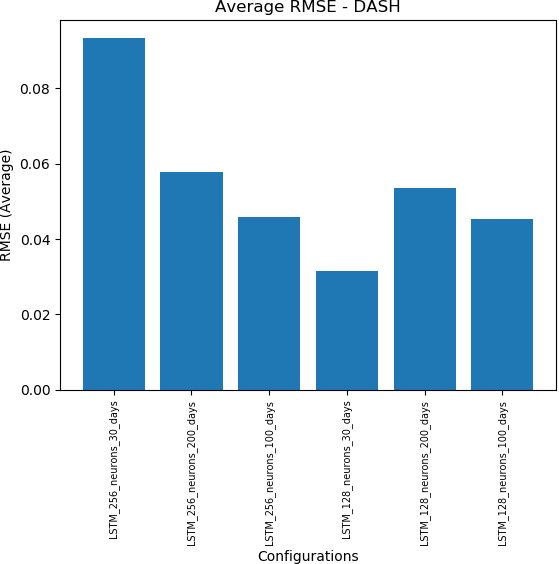 Average RMSE - DASH
RMSE (Average)
0.08
0.06
0.04
0.02
0.00
LSTM_256_neurons_30_days
LSTM_256_neurons_200_days
LSTM_256_neurons_100_days
LSTM_128_neurons_30_days
LSTM_128_neurons_200_days
LSTM_128_neurons_100_days
Configurations